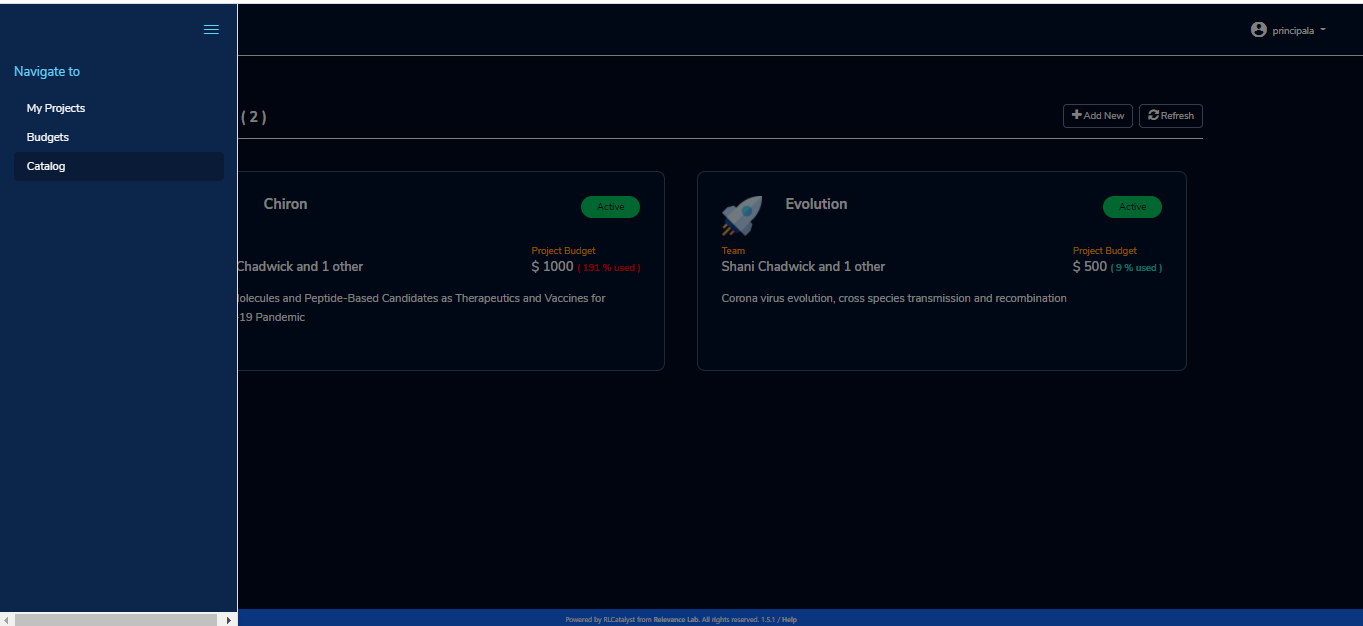 principala
Navigate to
My Projects
Budgets
Catalog
( 2 )
Add New
Refresh
Chiron
Active
Project Budget
Chadwick and 1 other
$ 1000 ( 191 % used )
olecules and Peptide-Based Candidates as Therapeutics and Vaccines for
19 Pandemic
Evolution
Active
Team
Project Budget
Shani Chadwick and 1 other
$ 500 ( 9 % used )
Corona virus evolution, cross species transmission and recombination
Powered by RLCatalyst from Relevance Lab. All rights reserved. 1.5.1 / Help